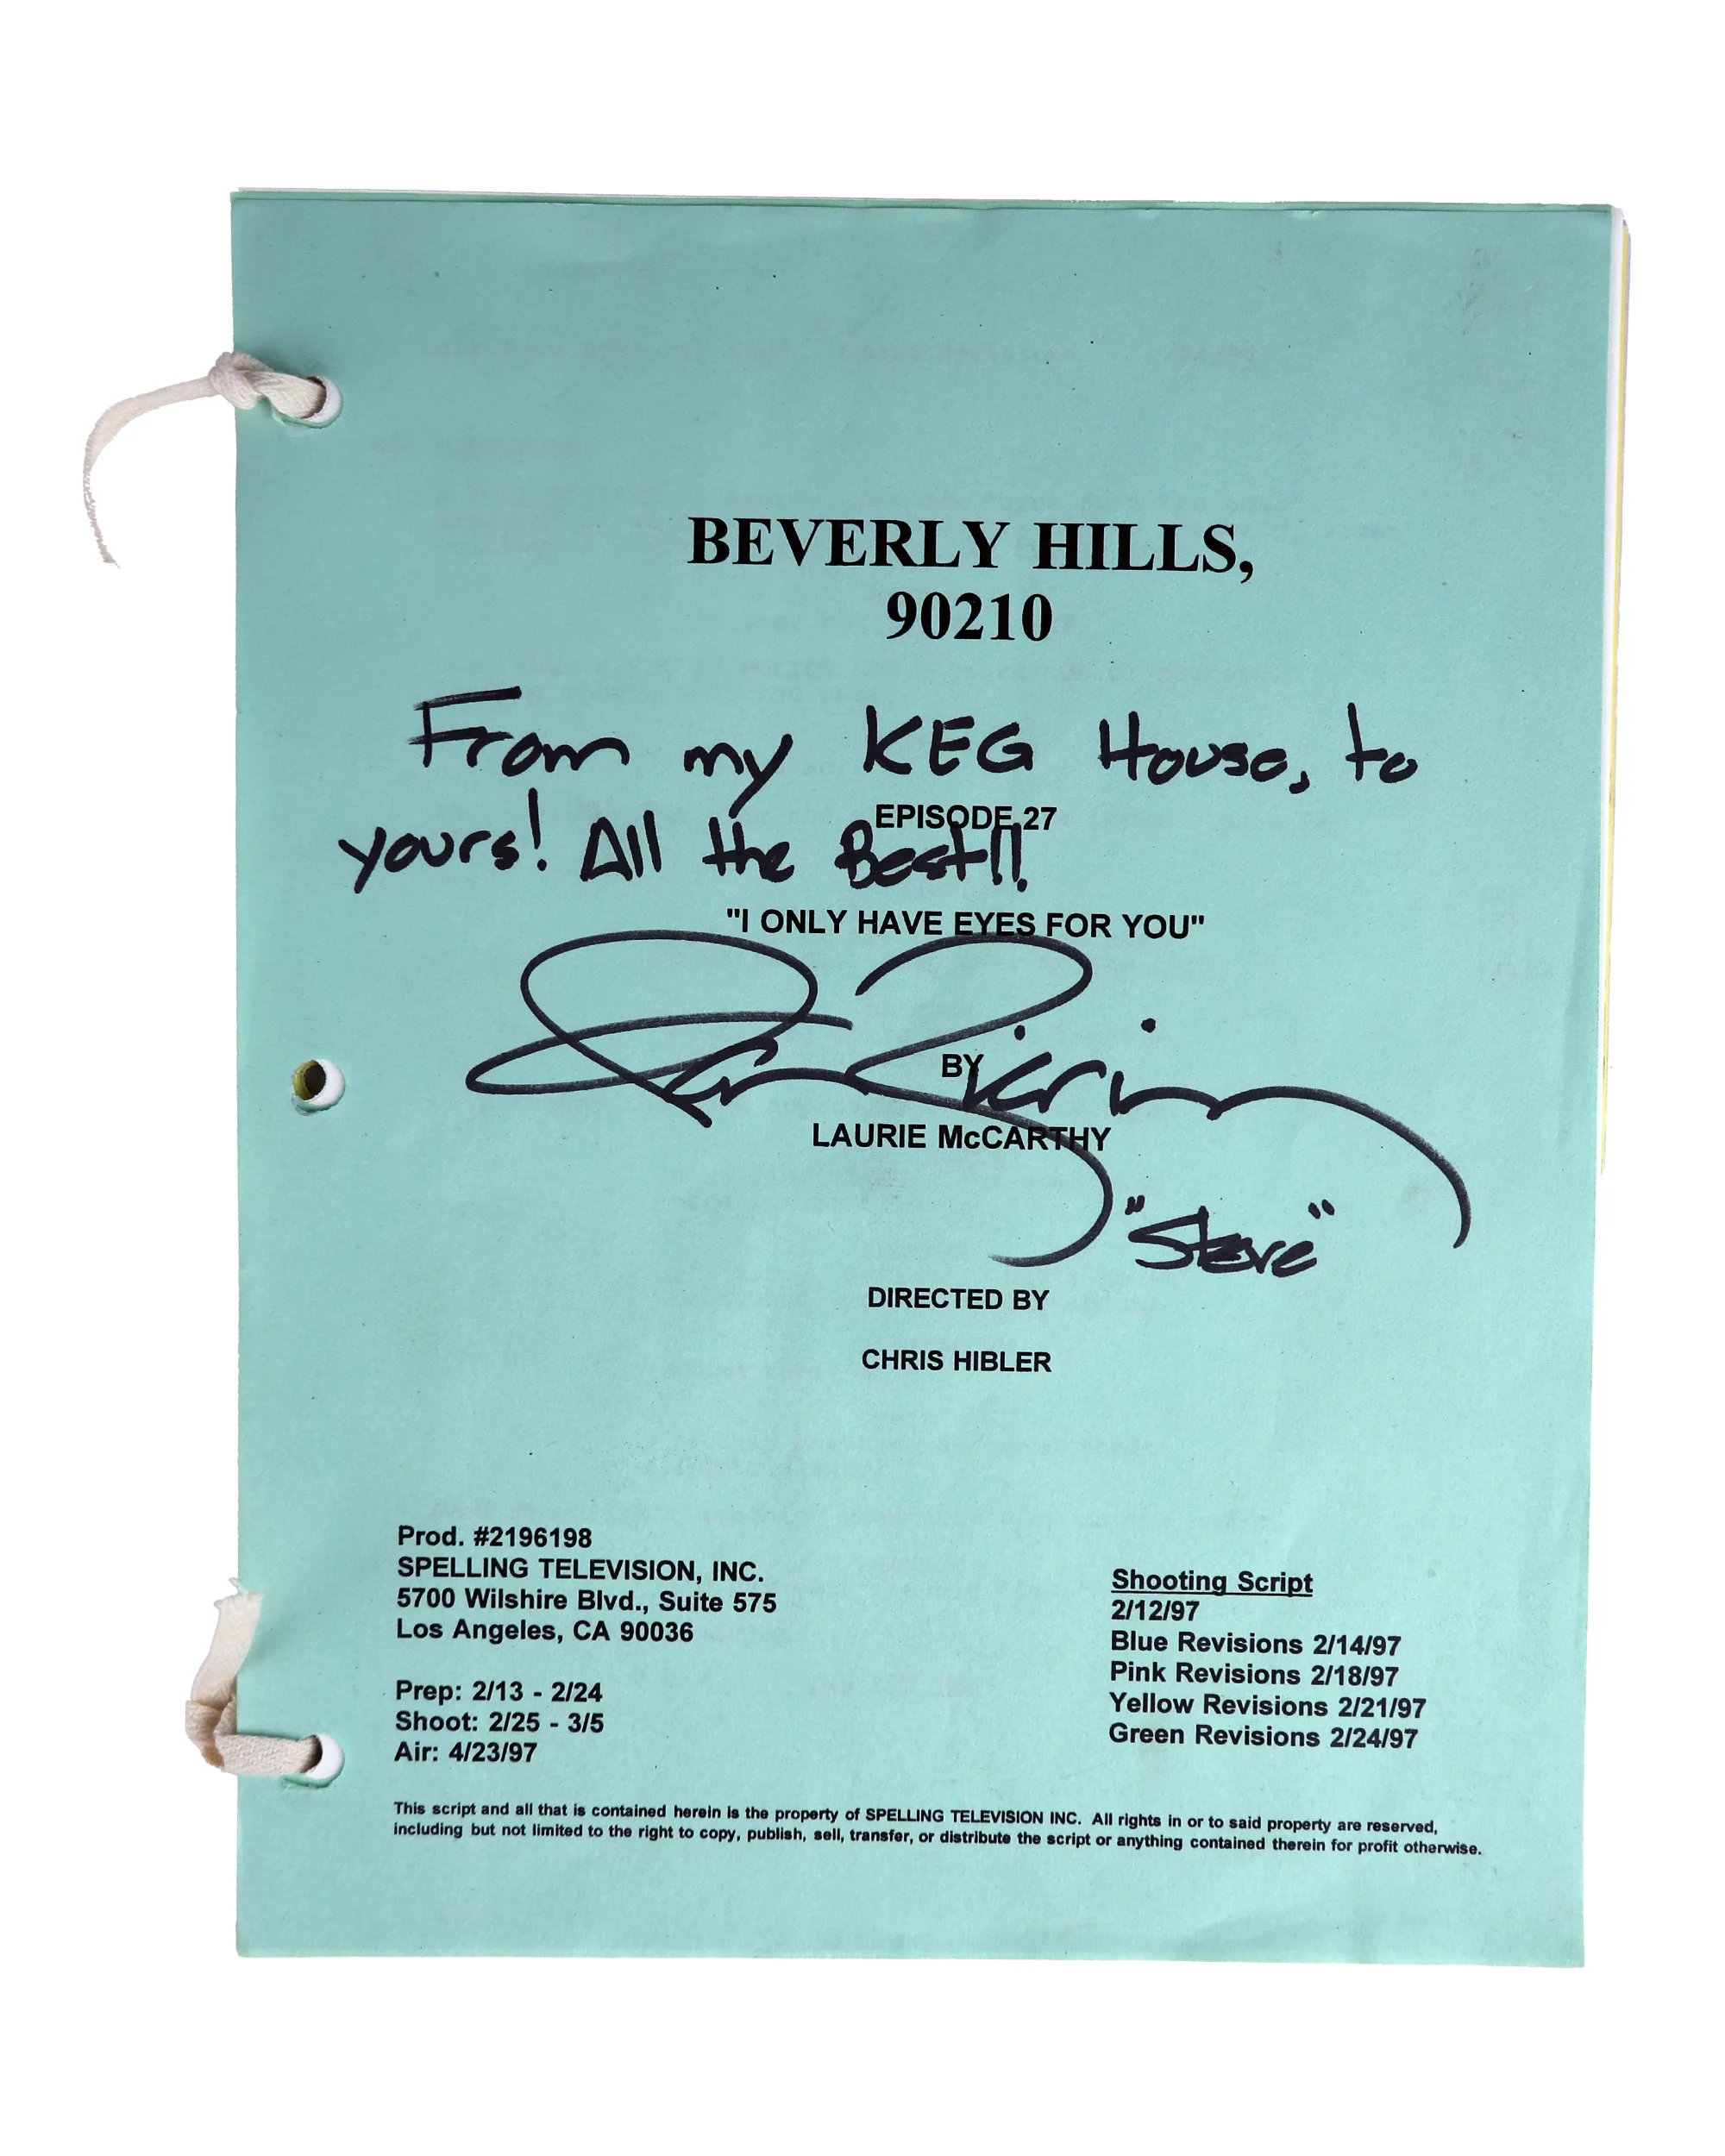 BEVERLY HILLS,
90210
From my KEG House, to
EPISODE 27
yours! All the Best!!
"I ONLY HAVE EYES FOR YOU"
BY
LAURIE McCARTHY
"Steve"
DIRECTED BY
CHRIS HIBLER
Prod. #2196198
SPELLING TELEVISION, INC.
5700 Wilshire Blvd., Suite 575
Los Angeles, CA 90036
Prep: 2/13 - 2/24
Shoot: 2/25 - 3/5
Air: 4/23/97
Shooting Script
2/12/97
Blue Revisions 2/14/97
Pink Revisions 2/18/97
Yellow Revisions 2/21/97
Green Revisions 2/24/97
This script and all that is contained herein is the property of SPELLING TELEVISION INC. All rights in or to said property are reserved,
including but not limited to the right to copy, publish, sell, transfer, or distribute the script or anything contained therein for profit otherwise.